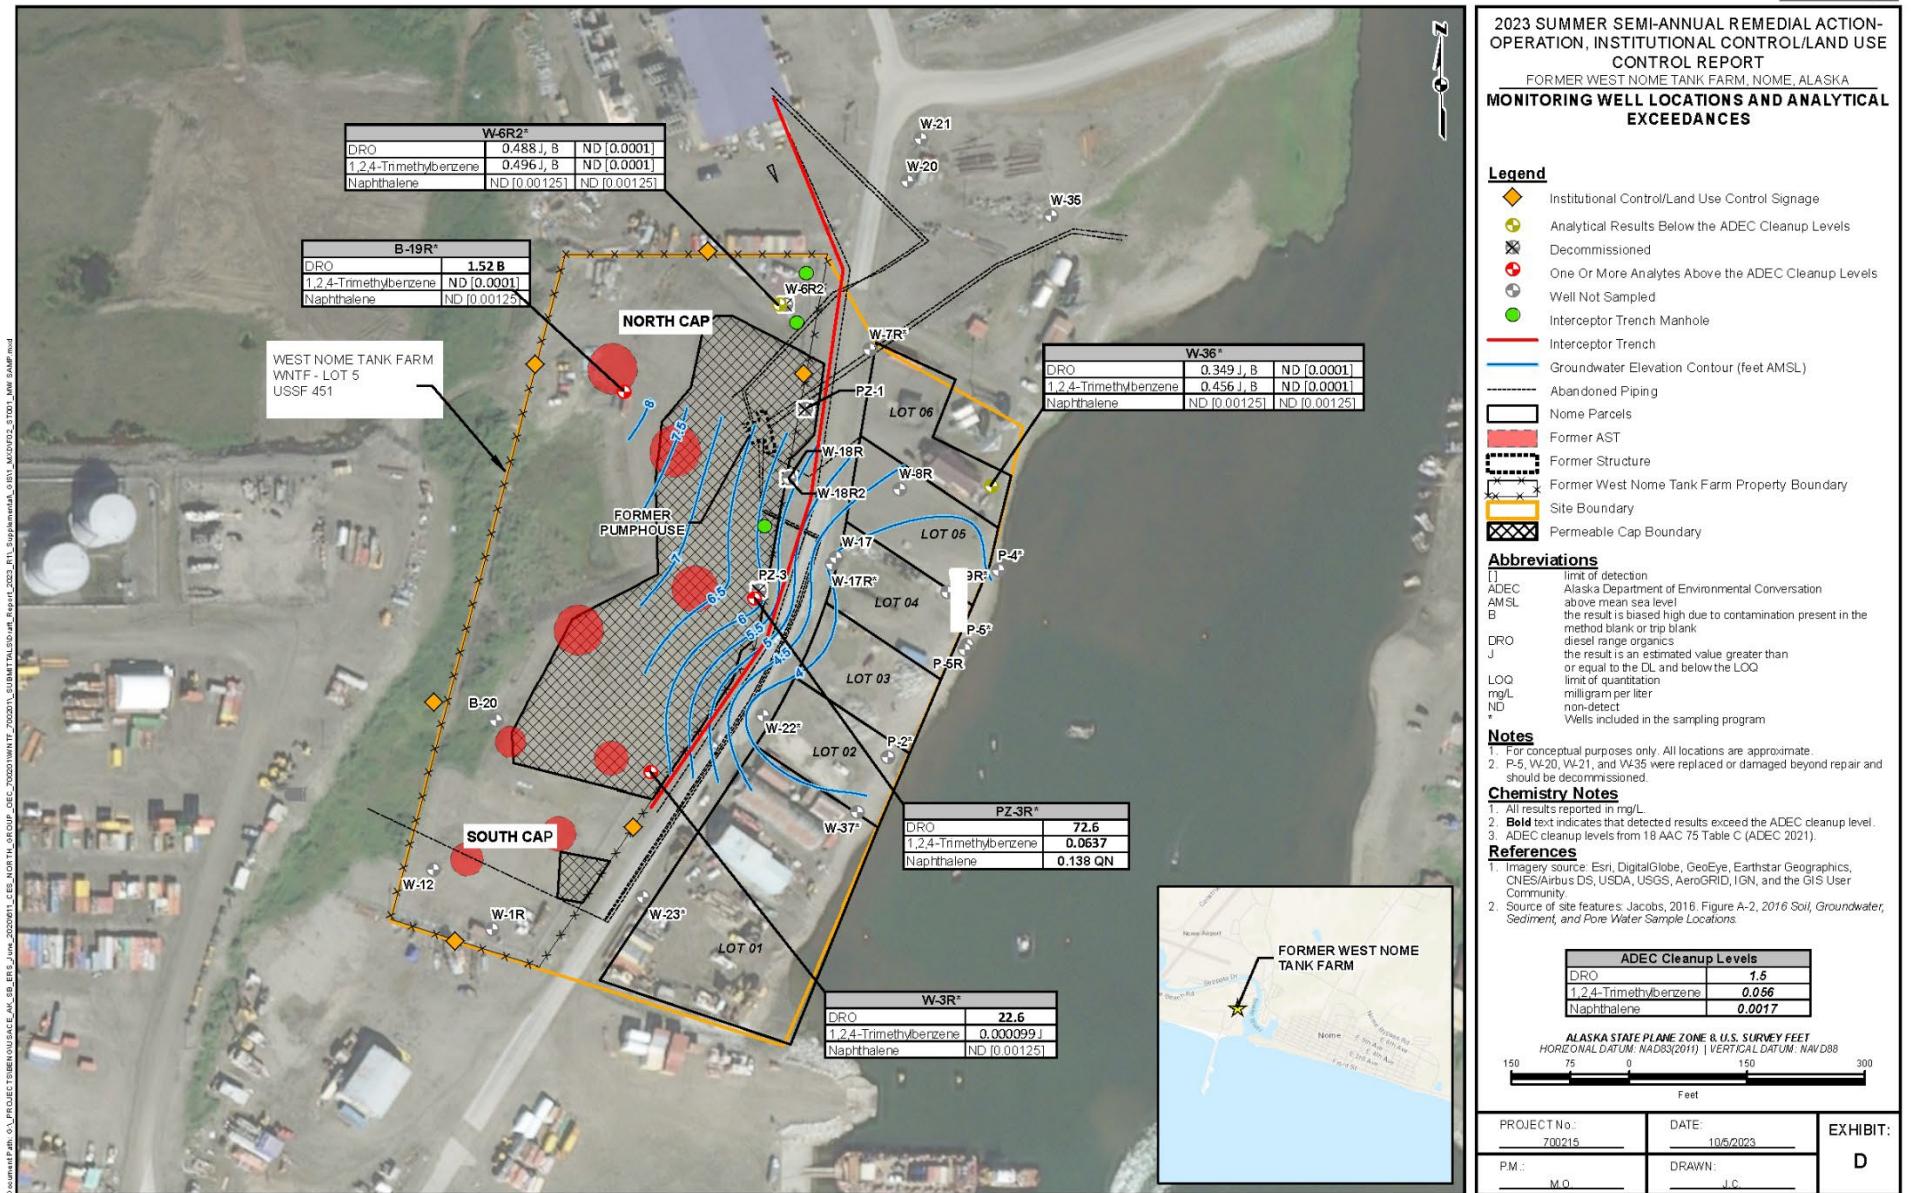 2023 SUMMER SEMI-ANNUAL REMEDIAL ACTION-
OPERATION, INSTITUTIONAL CONTROL/LAND USE
CONTROL REPORT
FORMER WEST NOME TANK FARM, NOME, ALASKA
MONITORING WELL LOCATIONS AND ANALYTICAL
EXCEEDANCES
Legend
Institutional Control/Land Use Control Signage
Analytical Results Below the ADEC Cleanup Levels
Decommissioned
One Or More Analytes Above the ADEC Cleanup Levels
Well Not Sampled
Interceptor Trench Manhole
Interceptor Trench
Groundwater Elevation Contour (feet AMSL)
Abandoned Piping
Nome Parcels
Former AST
Former Structure
Former West Nome Tank Farm Property Boundary
Site Boundary
Permeable Cap Boundary
Abbreviations
[ ] limit of detection
ADEC Alaska Department of Environmental Conversation
AMSL above mean sea level
B the result is biased high due to contamination present in the
method blank or trip blank
DRO diesel range organics
J the result is an estimated value greater than
or equal to the DL and below the LOQ
LOQ limit of quantitation
mg/L milligram per liter
ND non-detect
* Wells included in the sampling program
Notes
1. For conceptual purposes only. All locations are approximate.
2. P-5, W-20, W-21, and W-35 were replaced or damaged beyond repair and
should be decommissioned.
Chemistry Notes
1. All results reported in mg/L.
2. Bold text indicates that detected results exceed the ADEC cleanup level.
3. ADEC cleanup levels from 18 AAC 75 Table C (ADEC 2021).
References
1. Imagery source: Esri, DigitalGlobe, GeoEye, Earthstar Geographics,
CNES/Airbus DS, USDA, USGS, AeroGRID, IGN, and the GIS User
Community.
2. Source of site features: Jacobs, 2016. Figure A-2, 2016 Soil, Groundwater,
Sediment, and Pore Water Sample Locations.
ADEC Cleanup Levels
DRO 1.5
1,2,4-Trimethylbenzene 0.056
Naphthalene 0.0017
ALASKA STATE PLANE ZONE 8, U.S. SURVEY FEET
HORIZONAL DATUM: NAD83(2011) | VERTICAL DATUM: NAVD88
150 75 0 150 300
Feet
PROJECT No.: 700215
DATE: 10/5/2023
P.M.: M.O.
DRAWN: J.C.
EXHIBIT:
D
N
W-6R2*
DRO 0.488 J, B ND [0.0001]
1,2,4-Trimethylbenzene 0.496 J, B ND [0.0001]
Naphthalene ND [0.00125] ND [0.00125]
B-19R*
DRO 1.52 B
1,2,4-Trimethylbenzene ND [0.0001]
Naphthalene ND [0.00125]
W-36*
DRO 0.349 J, B ND [0.0001]
1,2,4-Trimethylbenzene 0.456 J, B ND [0.0001]
Naphthalene ND [0.00125] ND [0.00125]
PZ-3R*
DRO 72.6
1,2,4-Trimethylbenzene 0.0637
Naphthalene 0.138 QN
W-3R*
DRO 22.6
1,2,4-Trimethylbenzene 0.000099 J
Naphthalene ND [0.00125]
WEST NOME TANK FARM
WNTF - LOT 5
USSF 451
W-21
W-20
W-35
W-6R2
NORTH CAP
W-7R*
PZ-1
LOT 06
8
7.5
W-18R
W-8R
W-18R2
FORMER
PUMPHOUSE
LOT 05
W-17
P-4*
7
PZ-3
W-17R*
9R*
6.5
LOT 04
6
5.5
5
4.5
4
P-5*
P-5R
LOT 03
B-20
W-22*
LOT 02
P-2*
W-37*
SOUTH CAP
W-12
W-1R
W-23*
LOT 01
FORMER WEST NOME
TANK FARM
Nome Airport
Nome